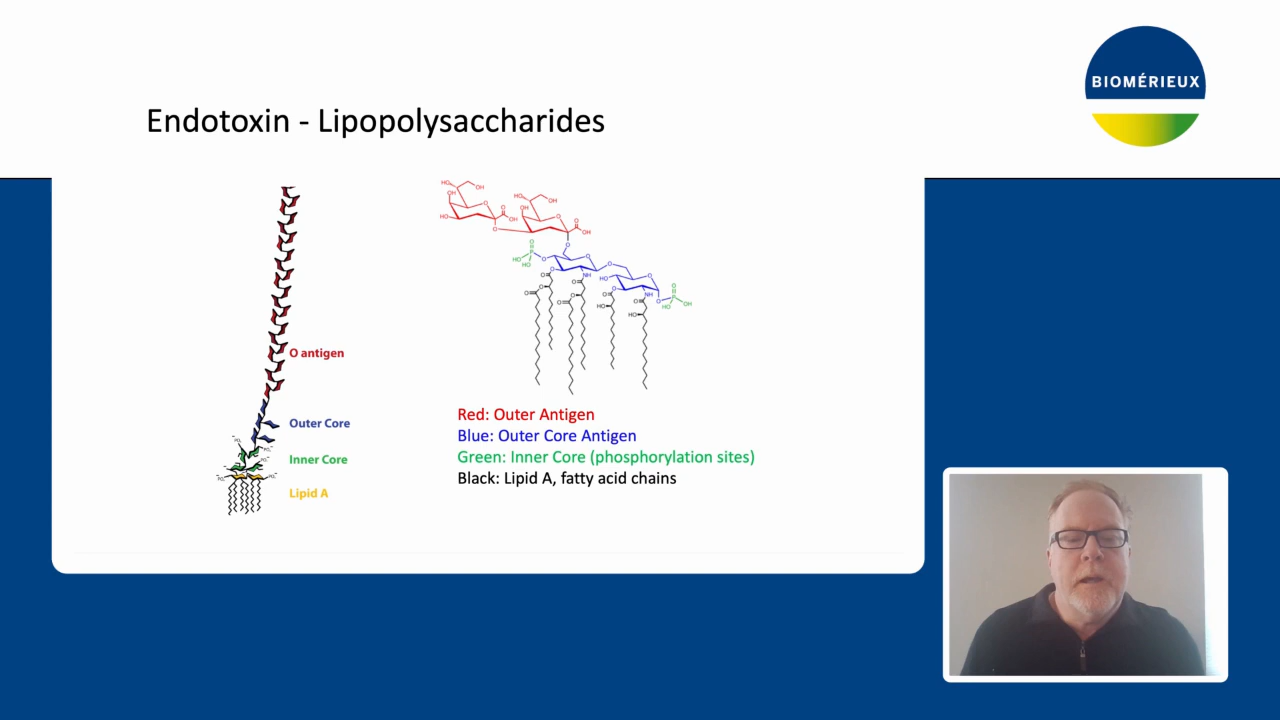 BIOMÉRIEUX
Endotoxin - Lipopolysaccharides
O antigen
Outer Core
Inner Core
Lipid A
Red: Outer Antigen
Blue: Outer Core Antigen
Green: Inner Core (phosphorylation sites)
Black: Lipid A, fatty acid chains